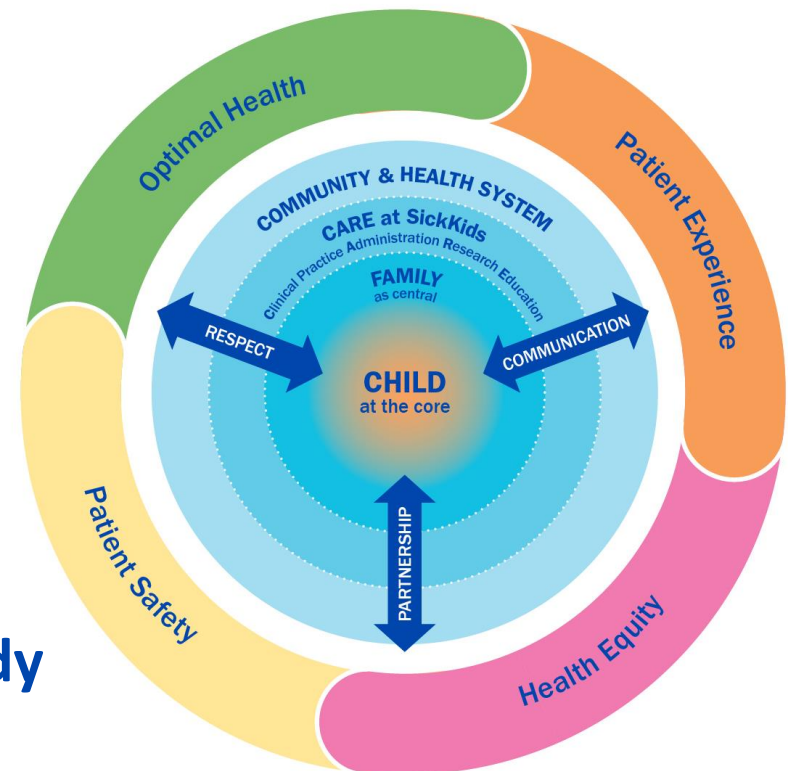 Optimal Health
Patient Experience
COMMUNITY & HEALTH SYSTEM
CARE at SickKids
Clinical Practice Administration Research Education
FAMILY
as central
RESPECT
COMMUNICATION
CHILD
at the core
PARTNERSHIP
Patient Safety
Health Equity